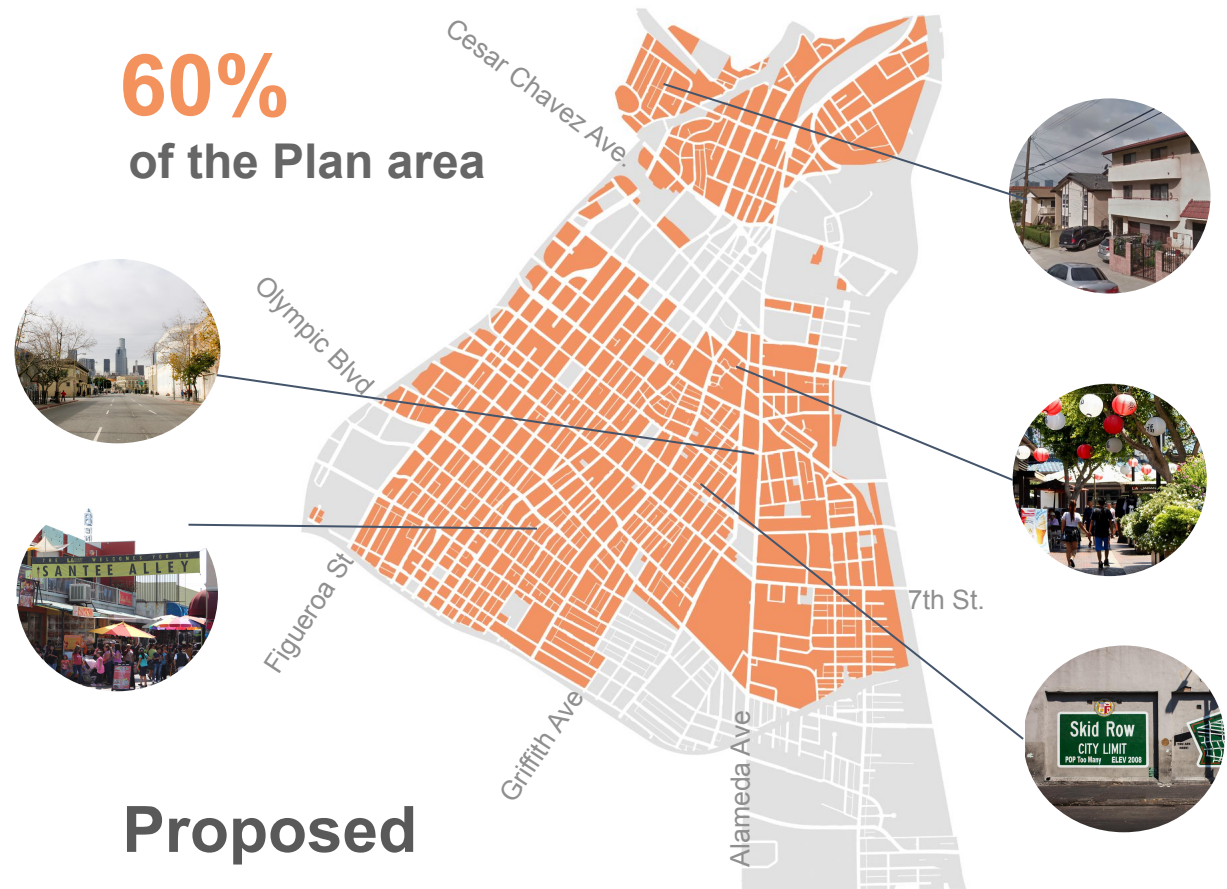 60%
of the Plan area
Cesar Chavez Ave.
Olympic Blvd
SANTEE ALLEY
Figueroa St
Griffith Ave
Alameda Ave
7th St.
Skid Row
CITY LIMIT
POP Too Many ELEV 2008
Proposed